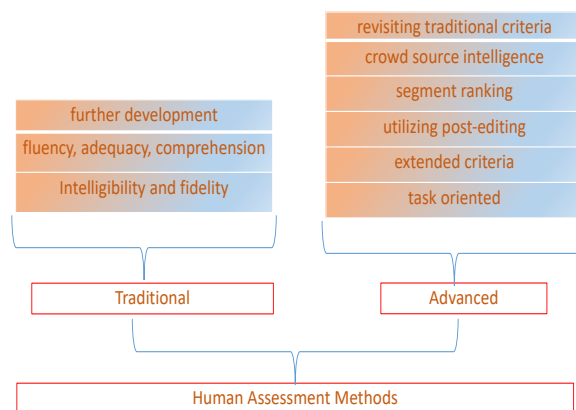 revisiting traditional criteria
crowd source intelligence
segment ranking
further development
utilizing post-editing
fluency, adequacy, comprehension
extended criteria
Intelligibility and fidelity
task oriented
Traditional
Advanced
Human Assessment Methods